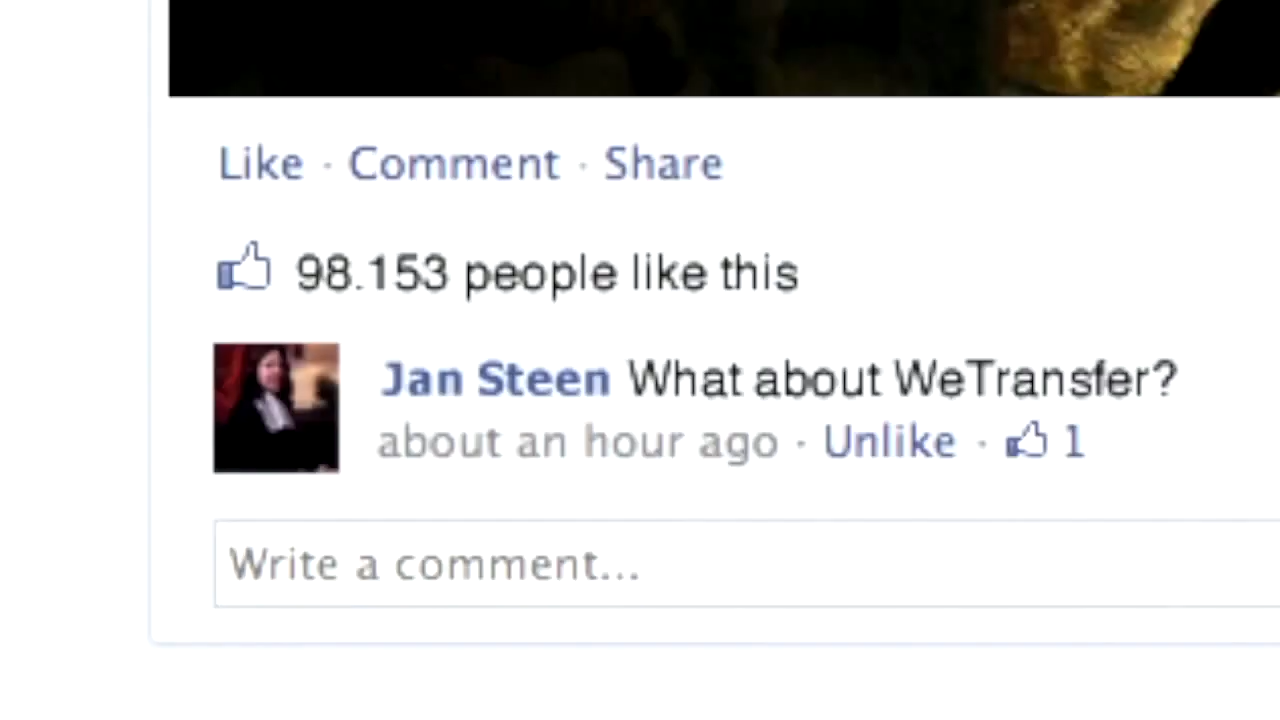 Like · Comment · Share
98.153 people like this
Jan Steen What about WeTransfer?
about an hour ago · Unlike · 1
Write a comment...